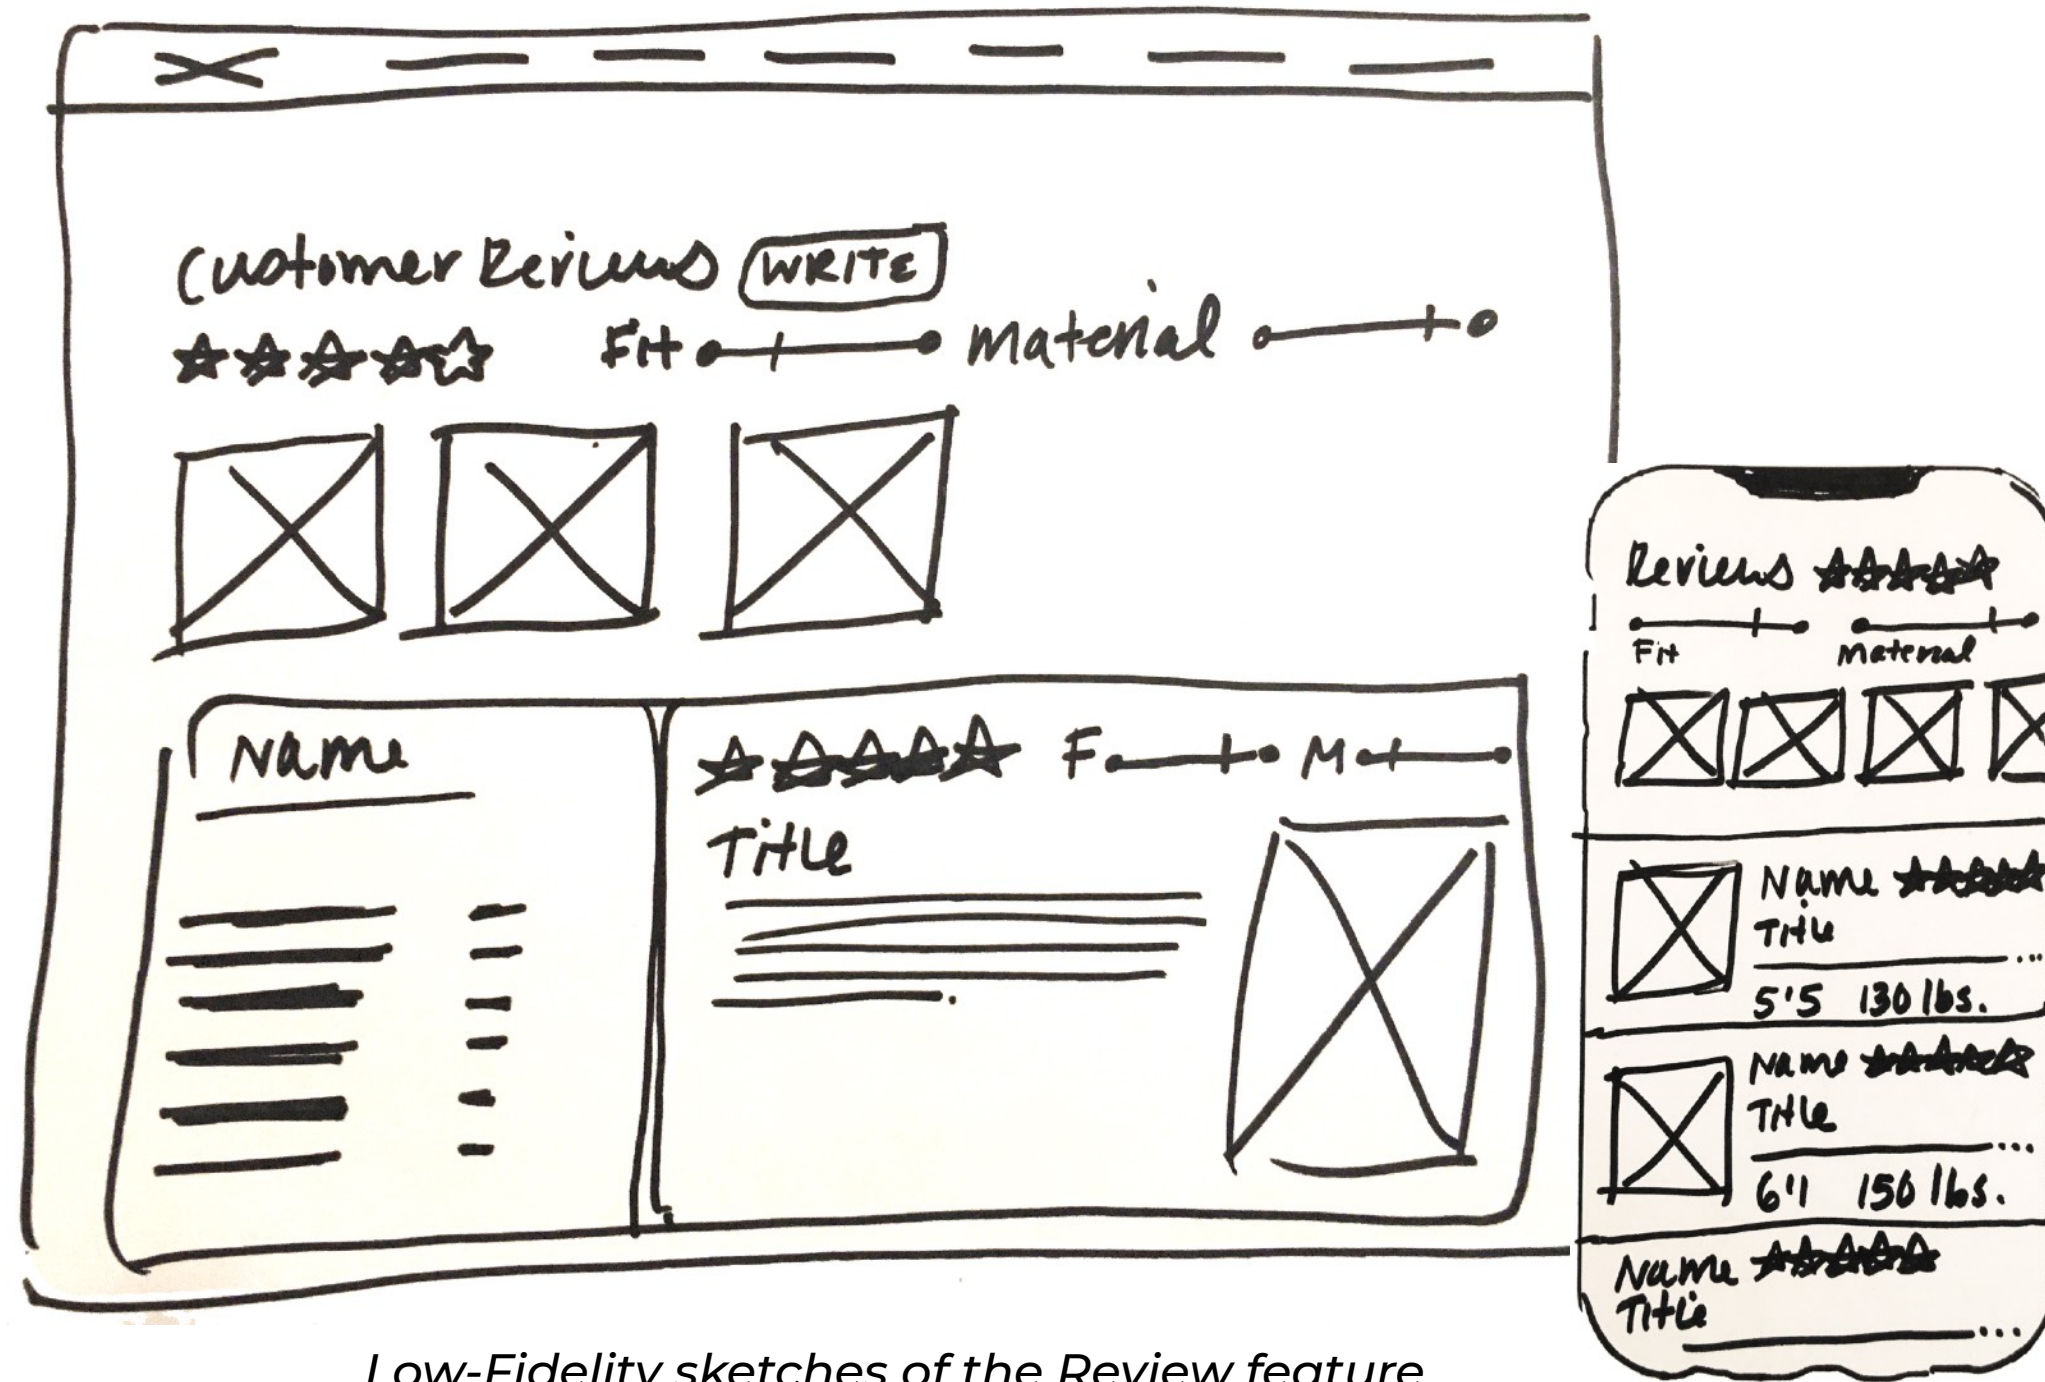 Customer Reviews WRITE
Fit Material
Name
F M
Title
Reviews
Fit Material
Name
Title
5'5 130 lbs.
Name
Title
6'1 150 lbs.
Name
Title
Low-Fidelity sketches of the Review feature